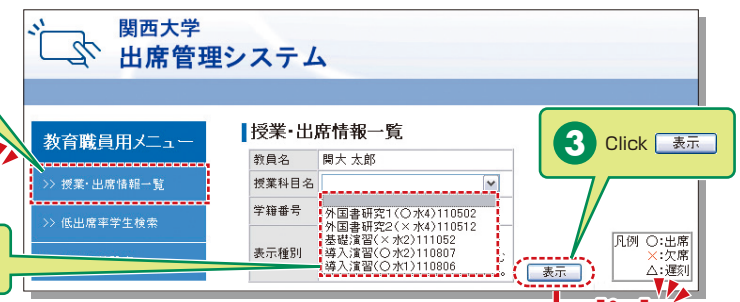 関西大学
出席管理システム
教育職員用メニュー
>> 授業・出席情報一覧
>> 低出席率学生検索
授業・出席情報一覧
教員名 関大 太郎
授業科目名
学籍番号
外国書研究1(○水4)110502
外国書研究2(×水4)110512
基礎演習(×水2)111052
導入演習(○水2)110807
導入演習(○水1)110806
表示種別
表示
3 Click 表示
凡例 ○:出席
×:欠席
△:遅刻